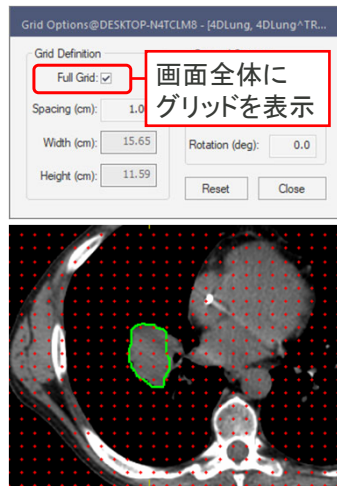 Grid Options@DESKTOP-N4TCLM8 - [4DLung, 4DLung^TR...
Grid Definition
Full Grid:
画面全体に
グリッドを表示
Spacing (cm):
Width (cm): 15.65
Rotation (deg): 0.0
Height (cm): 11.59
Reset Close